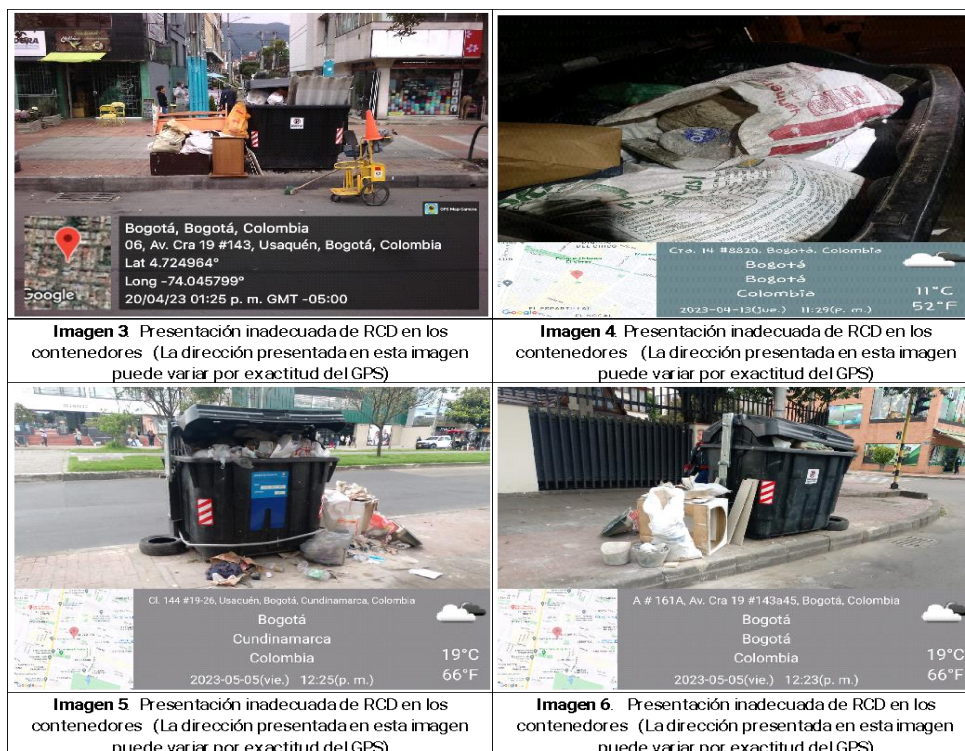 GPS Map Camera
Bogotá, Bogotá, Colombia
06, Av. Cra 19 #143, Usaquén, Bogotá, Colombia
Lat 4.724964°
Long -74.045799°
20/04/23 01:25 p. m. GMT -05:00
Google
Cra. 14 #8820, Bogotá, Colombia
Bogotá
Bogotá
Colombia
2023-04-13(jue.) 11:29(p. m.)
11°C
52°F
Google
Imagen 3. Presentación inadecuada de RCD en los
contenedores (La dirección presentada en esta imagen
puede variar por exactitud del GPS)
Imagen 4. Presentación inadecuada de RCD en los
contenedores (La dirección presentada en esta imagen
puede variar por exactitud del GPS)
Cl. 144 #19-26, Usaquén, Bogotá, Cundinamarca, Colombia
Bogotá
Cundinamarca
Colombia
2023-05-05(vie.) 12:25(p. m.)
19°C
66°F
Google
A # 161A, Av. Cra 19 #143a45, Bogotá, Colombia
Bogotá
Bogotá
Colombia
2023-05-05(vie.) 12:23(p. m.)
19°C
66°F
Google
Imagen 5. Presentación inadecuada de RCD en los
contenedores (La dirección presentada en esta imagen
puede variar por exactitud del GPS)
Imagen 6. Presentación inadecuada de RCD en los
contenedores (La dirección presentada en esta imagen
puede variar por exactitud del GPS)